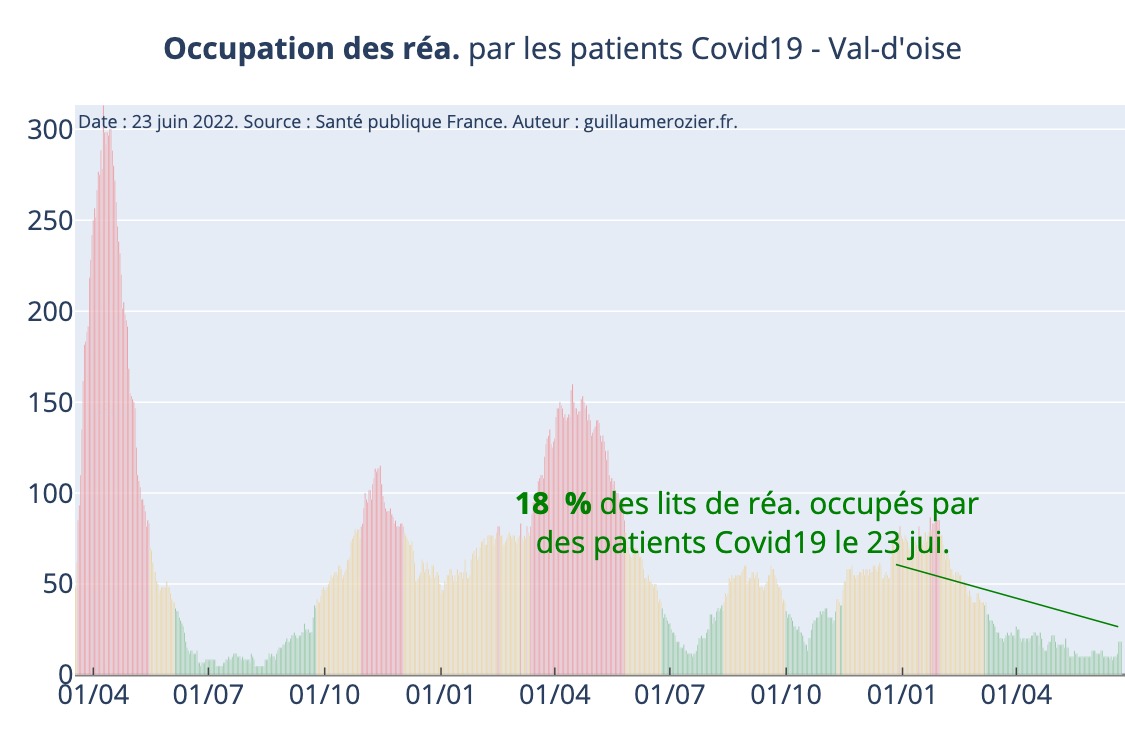 Occupation des réa. par les patients Covid19 - Val-d'oise
Date : 23 juin 2022. Source : Santé publique France. Auteur : guillaumerozier.fr.
300
250
200
150
100
50
0
18 % des lits de réa. occupés par
des patients Covid19 le 23 jui.
01/04 01/07 01/10 01/01 01/04 01/07 01/10 01/01 01/04